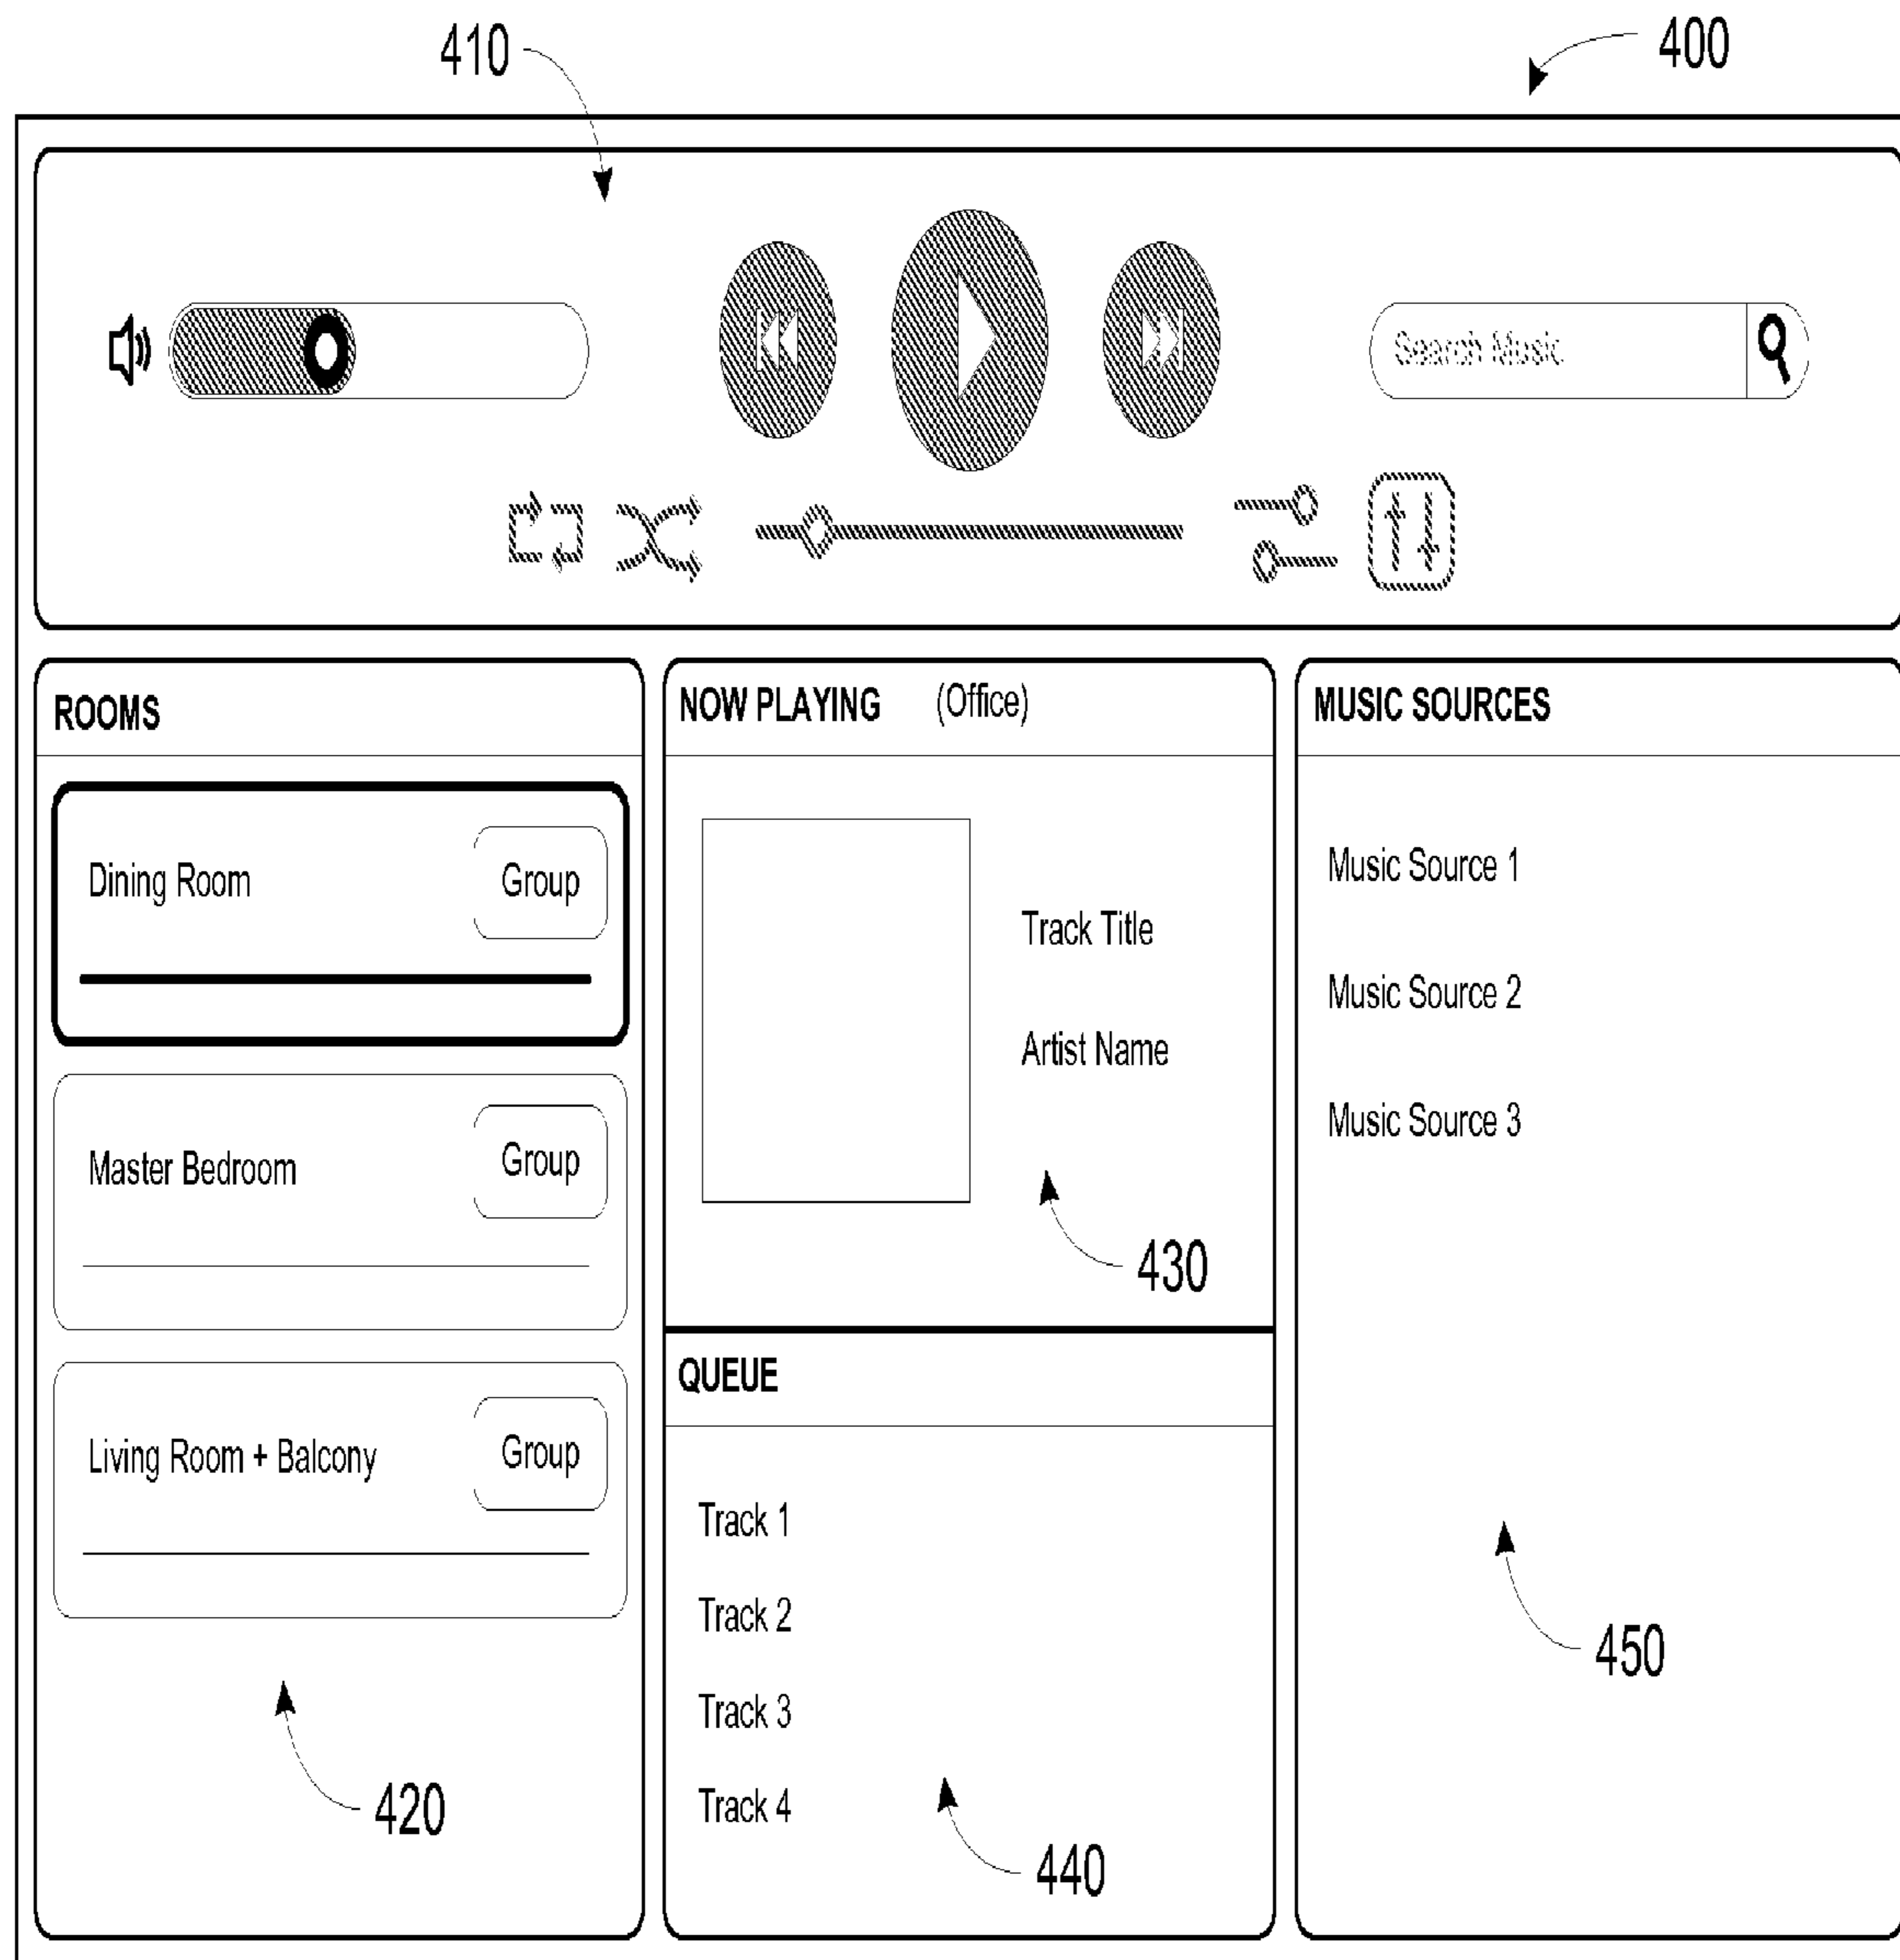 410
400
Search Music
ROOMS
Dining Room
Group
Master Bedroom
Group
Living Room + Balcony
Group
420
NOW PLAYING (Office)
Track Title
Artist Name
430
QUEUE
Track 1
Track 2
Track 3
Track 4
440
MUSIC SOURCES
Music Source 1
Music Source 2
Music Source 3
450